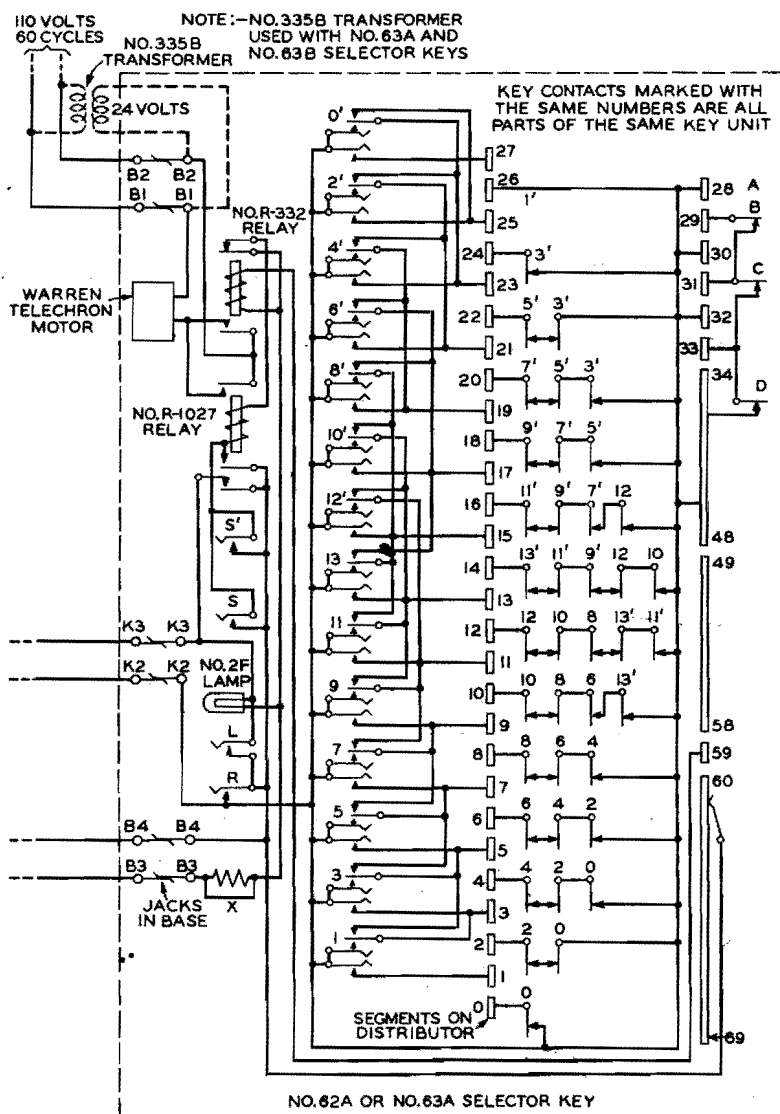 110 VOLTS
60 CYCLES
NO.335B
TRANSFORMER
NOTE:-NO.335B TRANSFORMER
USED WITH NO.63A AND
NO.63B SELECTOR KEYS
24 VOLTS
KEY CONTACTS MARKED WITH
THE SAME NUMBERS ARE ALL
PARTS OF THE SAME KEY UNIT
B2 B2
B1 B1
NO.R-332
RELAY
WARREN
TELECHRON
MOTOR
NO.R-1027
RELAY
S'
S
K3 K3
K2 K2
NO.2F
LAMP
L
R
B4 B4
B3 B3
JACKS
IN BASE
X
0'
2'
4'
6'
8'
10'
12'
13
11
9
7
5
3
1
27
26 1'
25
24 3'
23
22 5' 3'
21
20 7' 5' 3'
19
18 9' 7' 5'
17
16 11' 9' 7' 12
15
14 13' 11' 9' 12 10
13
12 12 10 8 13' 11'
11
10 10 8 6 13'
9
8 8 6 4
7
6 6 4 2
5
4 4 2 0
3
2 2 0
1
0 0
SEGMENTS ON
DISTRIBUTOR
28 A
29 B
30
31 C
32
33
34 D
48
49
58
59
60
69
NO.62A OR NO.63A SELECTOR KEY